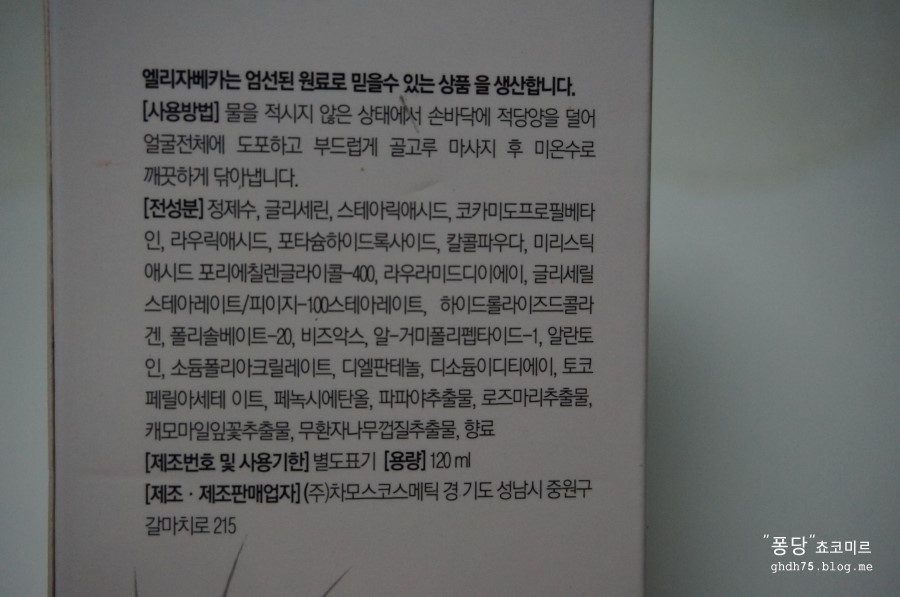 엘리자베카는 엄선된 원료로 믿을수 있는 상품 을 생산합니다.
[사용방법] 물을 적시지 않은 상태에서 손바닥에 적당양을 덜어
얼굴전체에 도포하고 부드럽게 골고루 마사지 후 미온수로
깨끗하게 닦아냅니다.
[전성분] 정제수, 글리세린, 스테아릭애시드, 코카미도프로필베타
인, 라우릭애시드, 포타슘하이드록사이드, 칼콜파우다, 미리스틱
애시드 포리에칠렌글라이콜-400, 라우라미드디이에이, 글리세릴
스테아레이트/피이지-100스테아레이트, 하이드롤라이즈드콜라
겐, 폴리솔베이트-20, 비즈악스, 알-거미폴리펩타이드-1, 알란토
인, 소듐폴리아크릴레이트, 디엘판테놀, 디소듐이디티에이, 토코
페릴아세테 이트, 페녹시에탄올, 파파야추출물, 로즈마리추출물,
캐모마일잎꽃추출물, 무환자나무껍질추출물, 향료
[제조번호 및 사용기한] 별도표기 [용량] 120 ml
[제조 · 제조판매업자] (주)차모스코스메틱 경 기도 성남시 중원구
갈마치로 215
"퐁당" 쵸코미르
ghdh75.blog.me